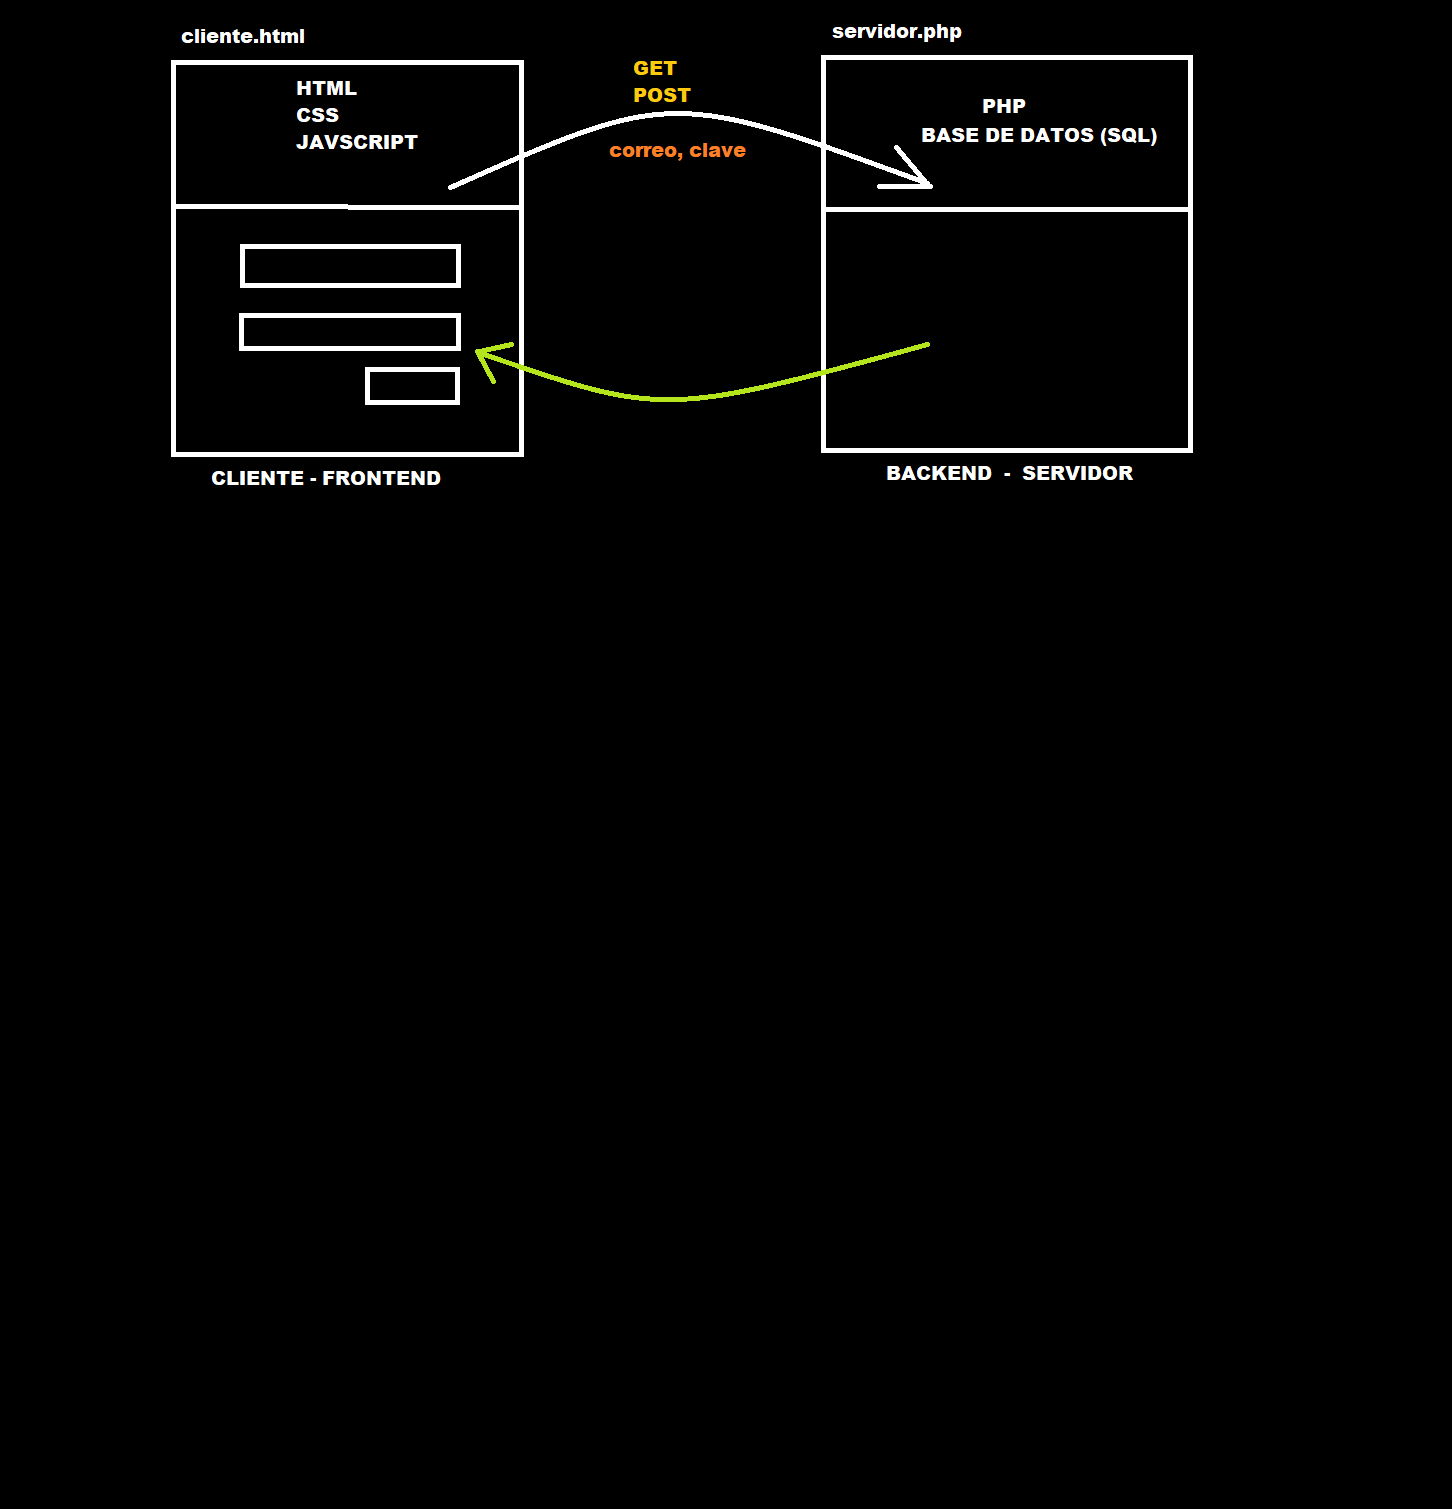 cliente.html
HTML
CSS
JAVSCRIPT
CLIENTE - FRONTEND
GET
POST
correo, clave
servidor.php
PHP
BASE DE DATOS (SQL)
BACKEND - SERVIDOR